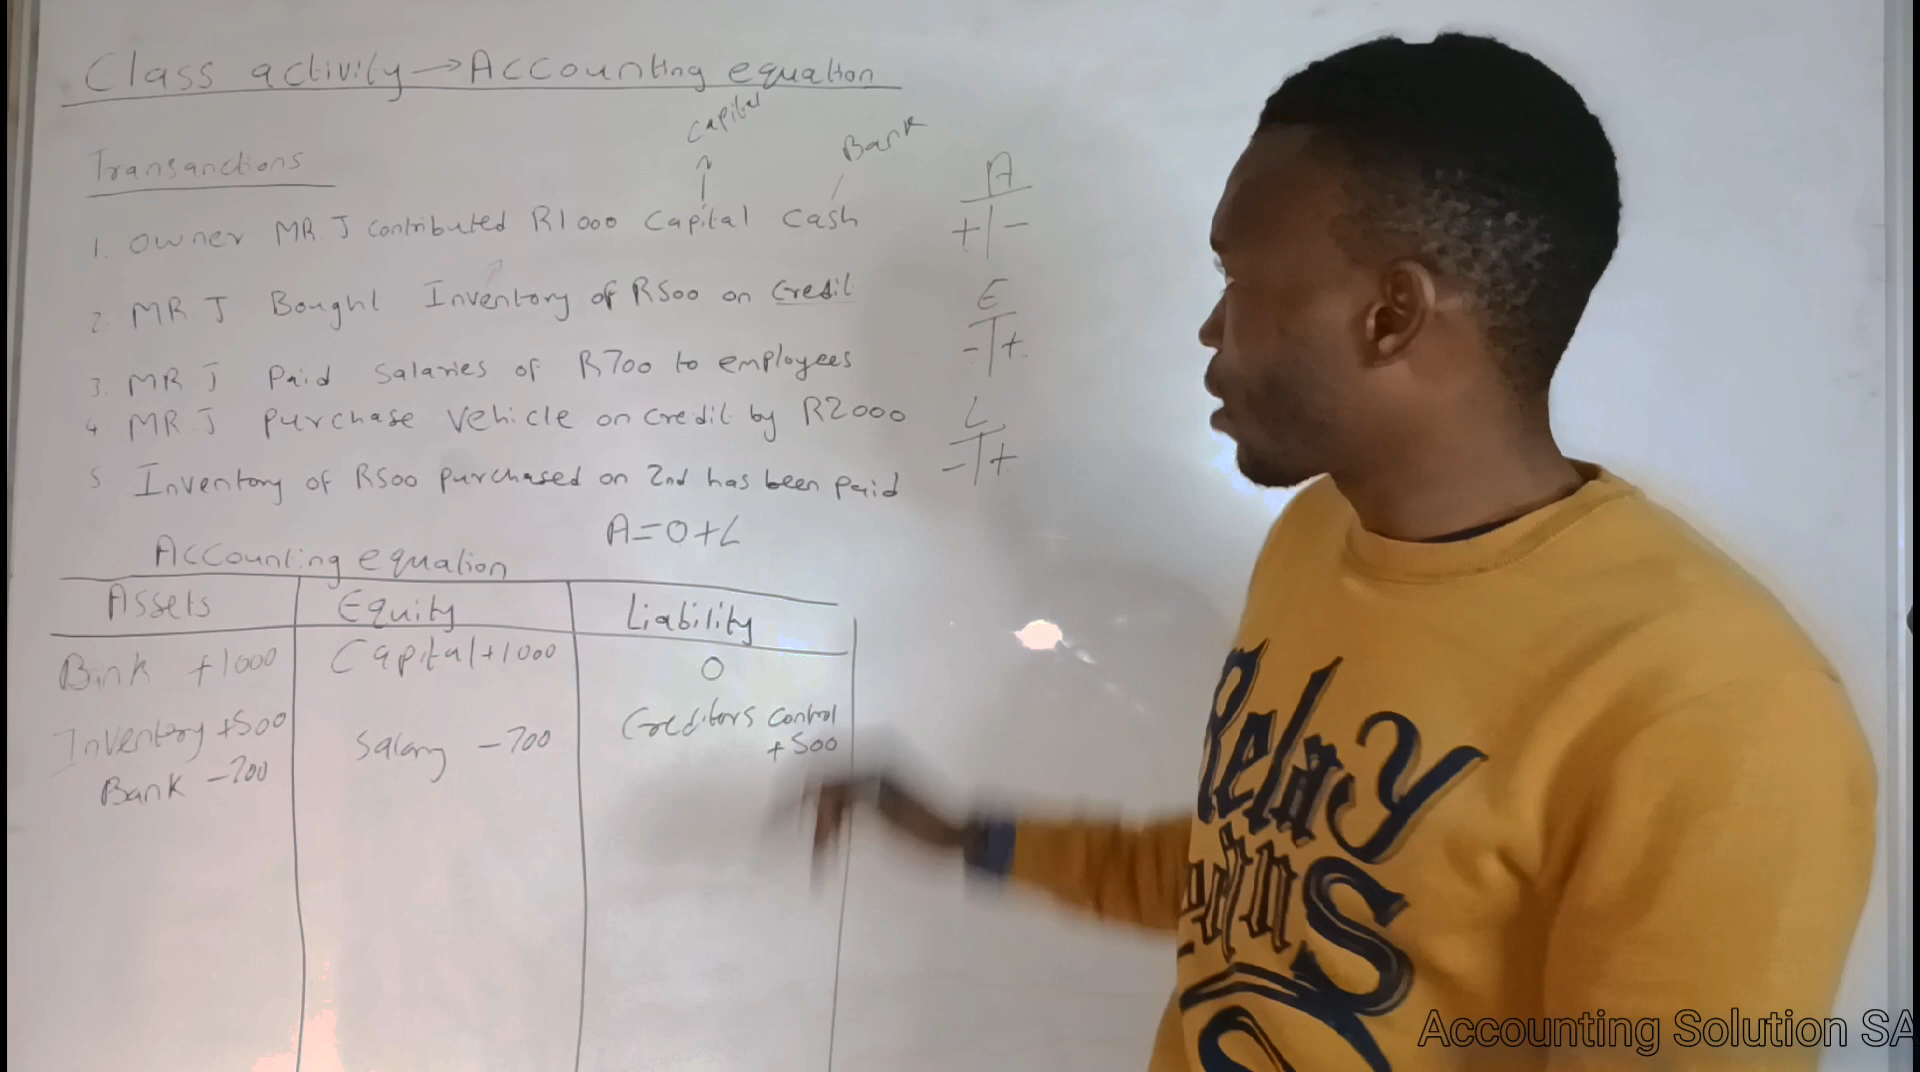 Class activity → Accounting equation
Capital
Bank
Transanctions
1. Owner MR. J contributed R1000 Capital Cash
2 MR J Bought Inventory of R500 on Credit
3. MR J Paid Salaries of R700 to employees
4 MR J purchase Vehicle on credit by R2000
5 Inventory of R500 purchased on 2nd has been paid
A
+ | -
E
- | +
L
- | +
A=O+L
Accounting equation
Assets Equity Liability
Bank +1000 Capital +1000 0
Inventory +500 Salary -700 Creditors Control +500
Bank -700
Relay
Accounting Solution SA